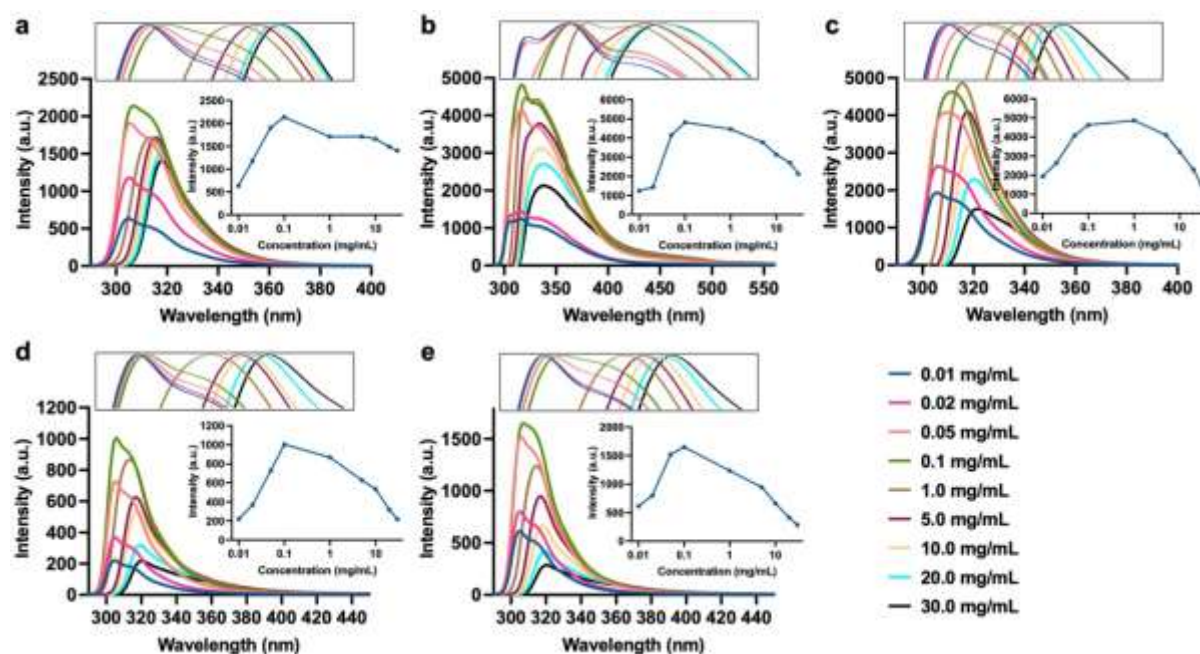 a
2500
2000
1500
1000
500
0
Intensity (a.u.)
300 320 340 360 380 400
Wavelength (nm)
2500
2000
1500
1000
500
0
Intensity (a.u.)
0.01 0.1 1 10
Concentration (mg/mL)
b
5000
4000
3000
2000
1000
0
Intensity (a.u.)
300 350 400 450 500 550
Wavelength (nm)
6000
5000
4000
3000
2000
1000
0
Intensity (a.u.)
0.01 0.1 1 10
Concentration (mg/mL)
c
5000
4000
3000
2000
1000
0
Intensity (a.u.)
300 320 340 360 380 400
Wavelength (nm)
6000
5000
4000
3000
2000
1000
0
Intensity (a.u.)
0.01 0.1 1 10
Concentration (mg/mL)
d
1200
1000
800
600
400
200
0
Intensity (a.u.)
300 320 340 360 380 400 420 440
Wavelength (nm)
1200
1000
800
600
400
200
0
Intensity (a.u.)
0.01 0.1 1 10
Concentration (mg/mL)
e
1500
1000
500
0
Intensity (a.u.)
300 320 340 360 380 400 420 440
Wavelength (nm)
2000
1500
1000
500
0
Intensity (a.u.)
0.01 0.1 1 10
Concentration (mg/mL)
0.01 mg/mL
0.02 mg/mL
0.05 mg/mL
0.1 mg/mL
1.0 mg/mL
5.0 mg/mL
10.0 mg/mL
20.0 mg/mL
30.0 mg/mL